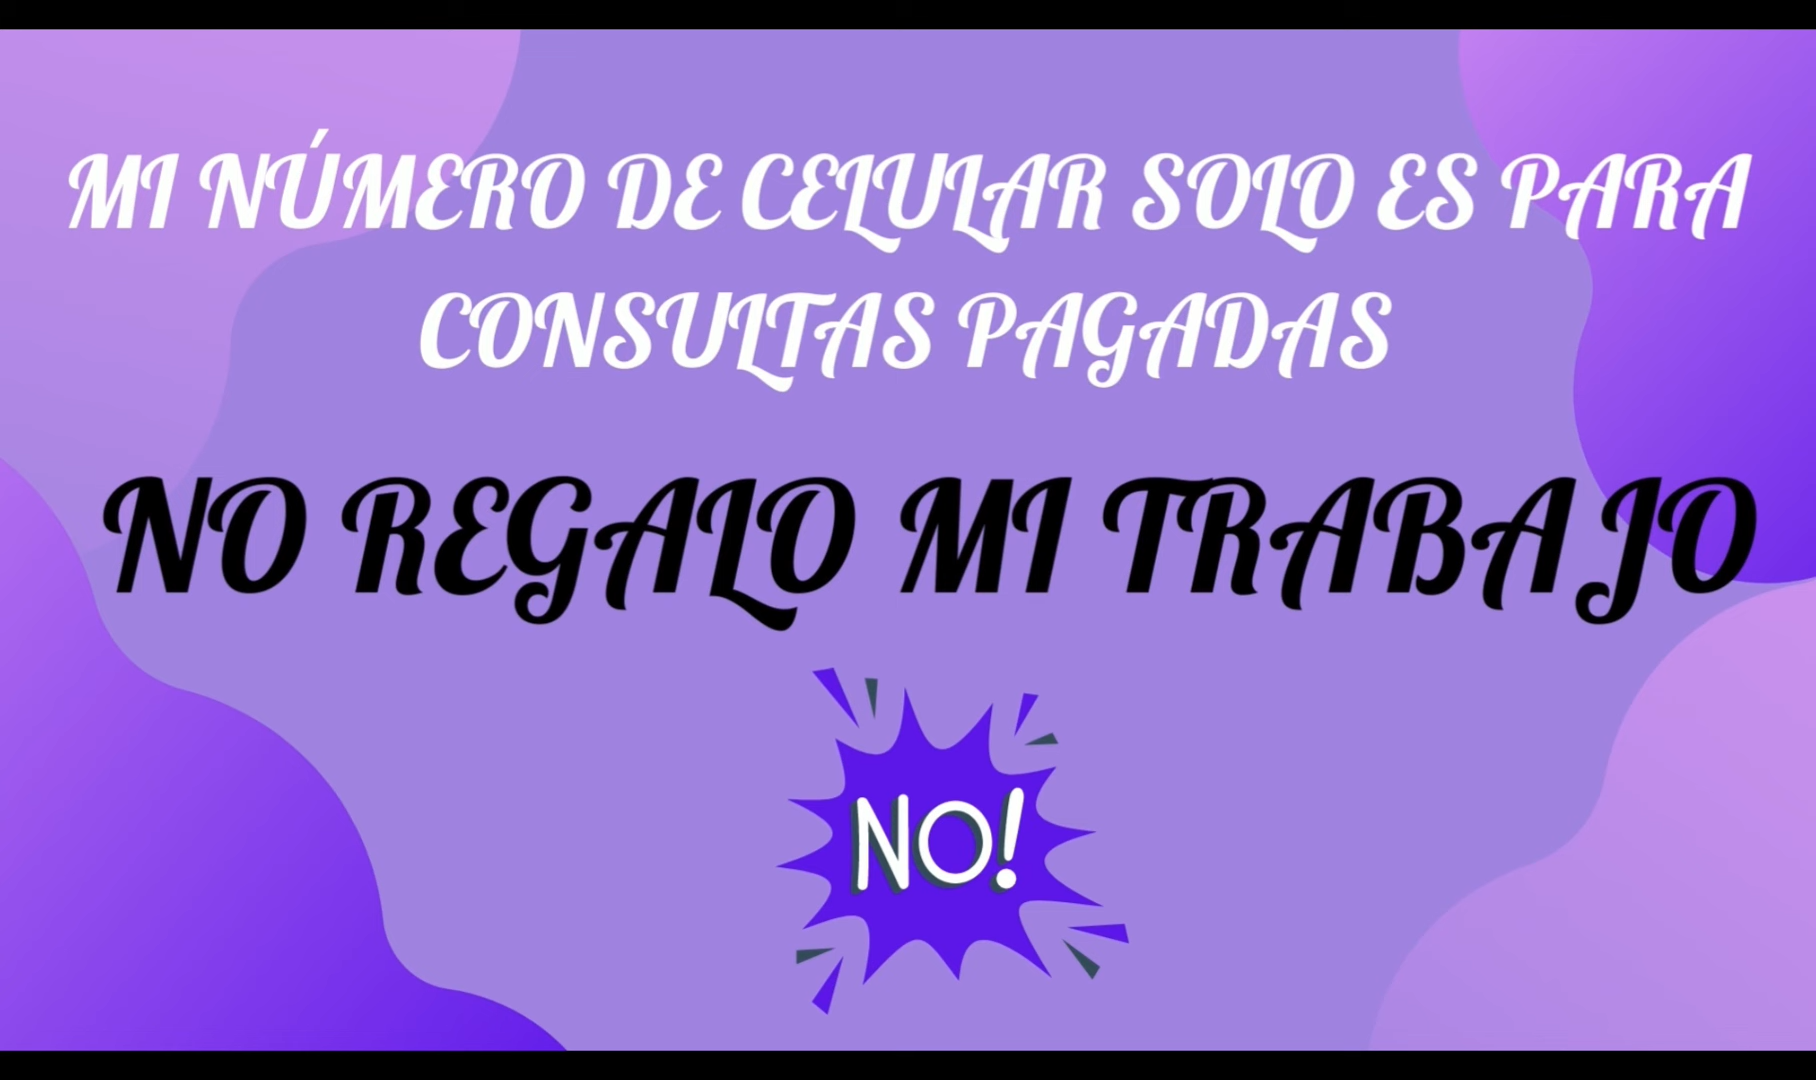 MI NÚMERO DE CELULAR SOLO ES PARA
CONSULTAS PAGADAS
NO REGALO MI TRABAJO
NO!